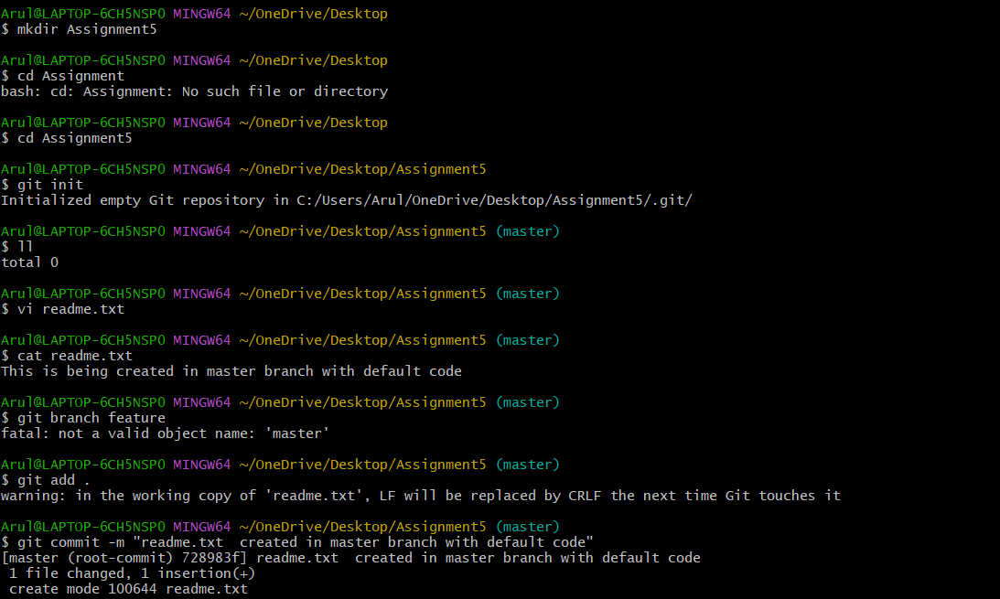 Arul@LAPTOP-6CH5NSP0 MINGW64 ~/OneDrive/Desktop
$ mkdir Assignment5
Arul@LAPTOP-6CH5NSP0 MINGW64 ~/OneDrive/Desktop
$ cd Assignment
bash: cd: Assignment: No such file or directory
Arul@LAPTOP-6CH5NSP0 MINGW64 ~/OneDrive/Desktop
$ cd Assignment5
Arul@LAPTOP-6CH5NSP0 MINGW64 ~/OneDrive/Desktop/Assignment5
$ git init
Initialized empty Git repository in C:/Users/Arul/OneDrive/Desktop/Assignment5/.git/
Arul@LAPTOP-6CH5NSP0 MINGW64 ~/OneDrive/Desktop/Assignment5 (master)
$ ll
total 0
Arul@LAPTOP-6CH5NSP0 MINGW64 ~/OneDrive/Desktop/Assignment5 (master)
$ vi readme.txt
Arul@LAPTOP-6CH5NSP0 MINGW64 ~/OneDrive/Desktop/Assignment5 (master)
$ cat readme.txt
This is being created in master branch with default code
Arul@LAPTOP-6CH5NSP0 MINGW64 ~/OneDrive/Desktop/Assignment5 (master)
$ git branch feature
fatal: not a valid object name: 'master'
Arul@LAPTOP-6CH5NSP0 MINGW64 ~/OneDrive/Desktop/Assignment5 (master)
$ git add .
warning: in the working copy of 'readme.txt', LF will be replaced by CRLF the next time Git touches it
Arul@LAPTOP-6CH5NSP0 MINGW64 ~/OneDrive/Desktop/Assignment5 (master)
$ git commit -m "readme.txt  created in master branch with default code"
[master (root-commit) 728983f] readme.txt  created in master branch with default code
 1 file changed, 1 insertion(+)
 create mode 100644 readme.txt